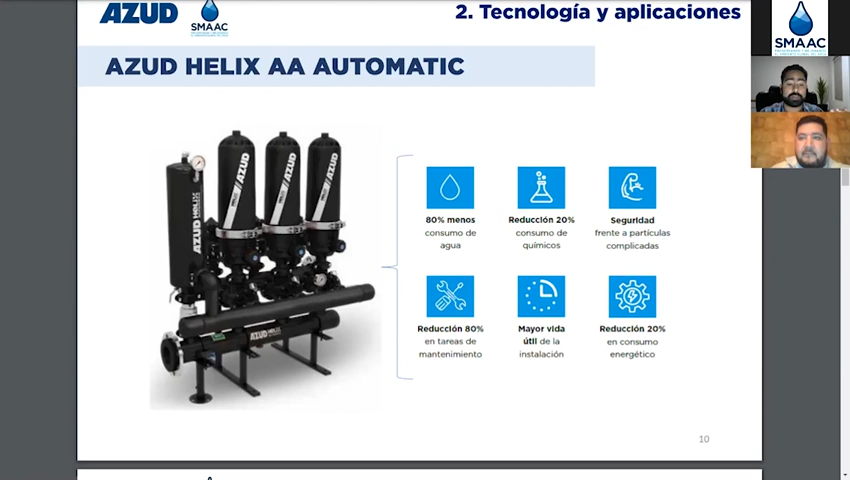 AZUD
SMAAC
2. Tecnología y aplicaciones
SMAAC
AZUD HELIX AA AUTOMATIC
AZUD
AZUD
AZUD
AZUD HELIX
AZUD HELIX
80% menos
consumo de
agua
Reducción 20%
consumo de
químicos
Seguridad
frente a partículas
complicadas
Reducción 80%
en tareas de
mantenimiento
Mayor vida
útil de la
instalación
Reducción 20%
en consumo
energético
10